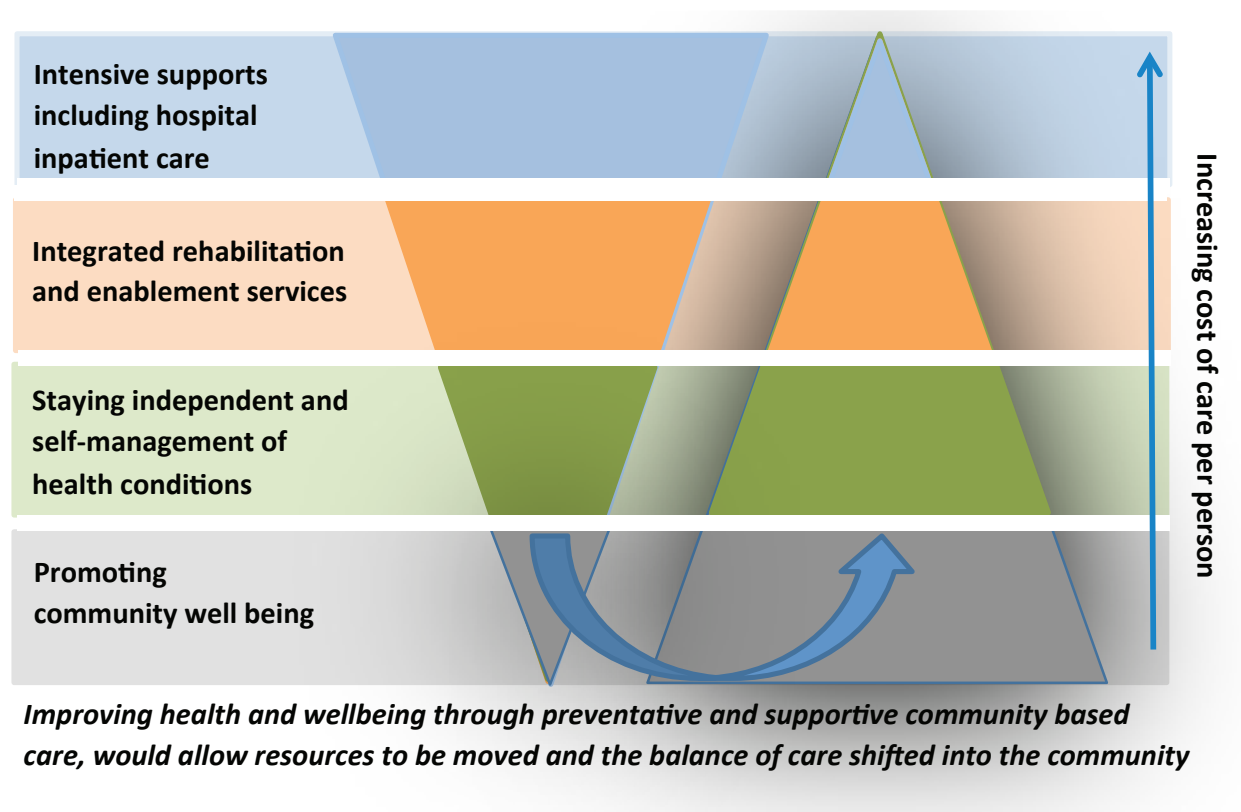 Intensive supports
including hospital
inpatient care
Integrated rehabilitation
and enablement services
Staying independent and
self-management of
health conditions
Promoting
community well being
Increasing cost of care per person
Improving health and wellbeing through preventative and supportive community based
care, would allow resources to be moved and the balance of care shifted into the community